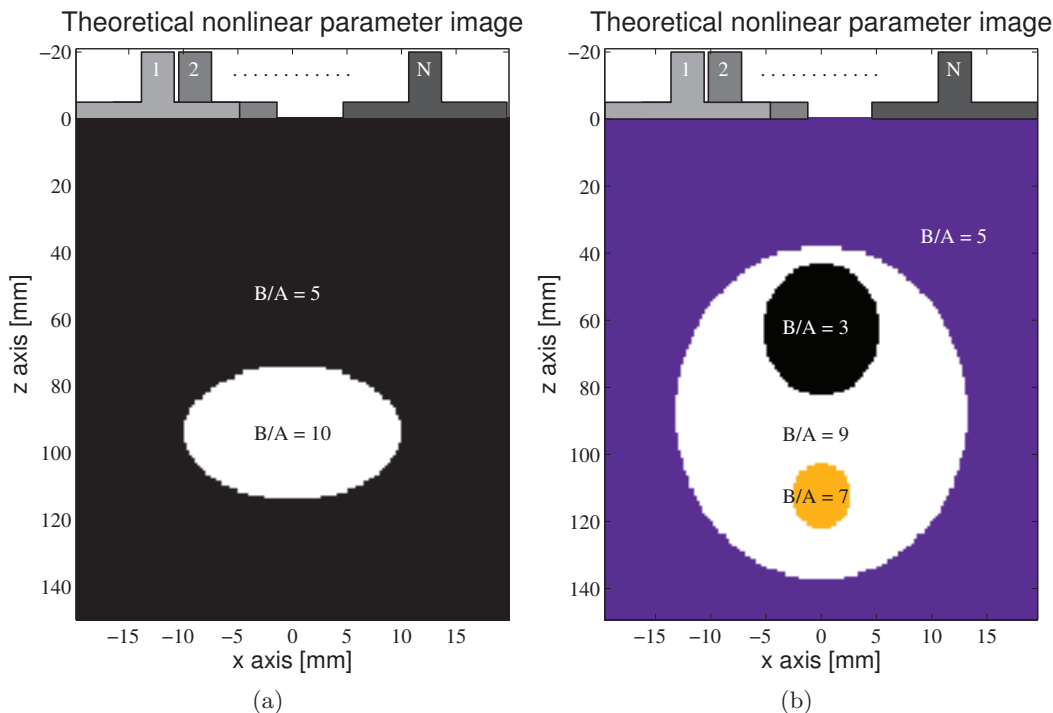 Theoretical nonlinear parameter image
−20
0
20
40
60
80
100
120
140
z axis [mm]
1 2 ............ N
B/A = 5
B/A = 10
−15 −10 −5 0 5 10 15
x axis [mm]
(a)
Theoretical nonlinear parameter image
−20
0
20
40
60
80
100
120
140
z axis [mm]
1 2 ............ N
B/A = 5
B/A = 3
B/A = 9
B/A = 7
−15 −10 −5 0 5 10 15
x axis [mm]
(b)